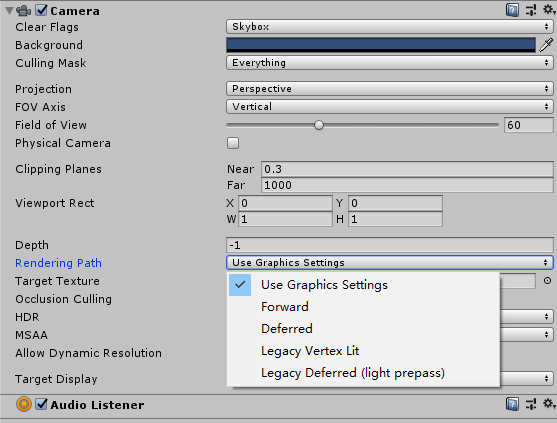 Camera
Clear Flags Skybox
Background
Culling Mask Everything
Projection Perspective
FOV Axis Vertical
Field of View 60
Physical Camera
Clipping Planes Near 0.3
Far 1000
Viewport Rect X 0 Y 0
W 1 H 1
Depth -1
Rendering Path Use Graphics Settings
Target Texture Use Graphics Settings
Occlusion Culling Forward
HDR Deferred
MSAA Legacy Vertex Lit
Allow Dynamic Resolution Legacy Deferred (light prepass)
Target Display
Audio Listener